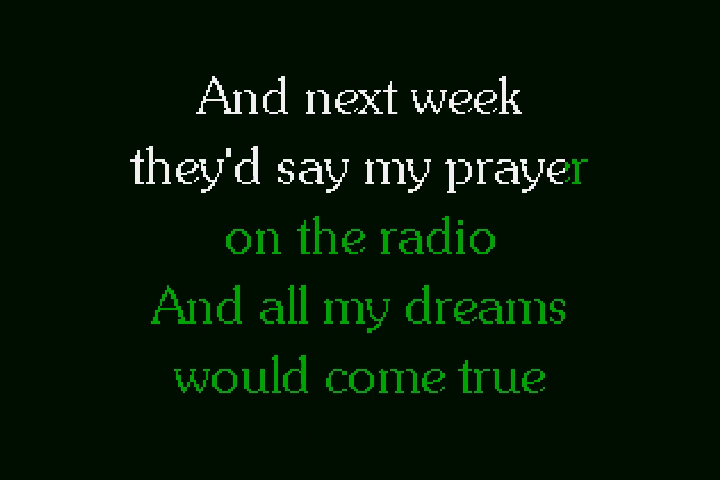 And next week
they'd say my prayer
on the radio
And all my dreams
would come true